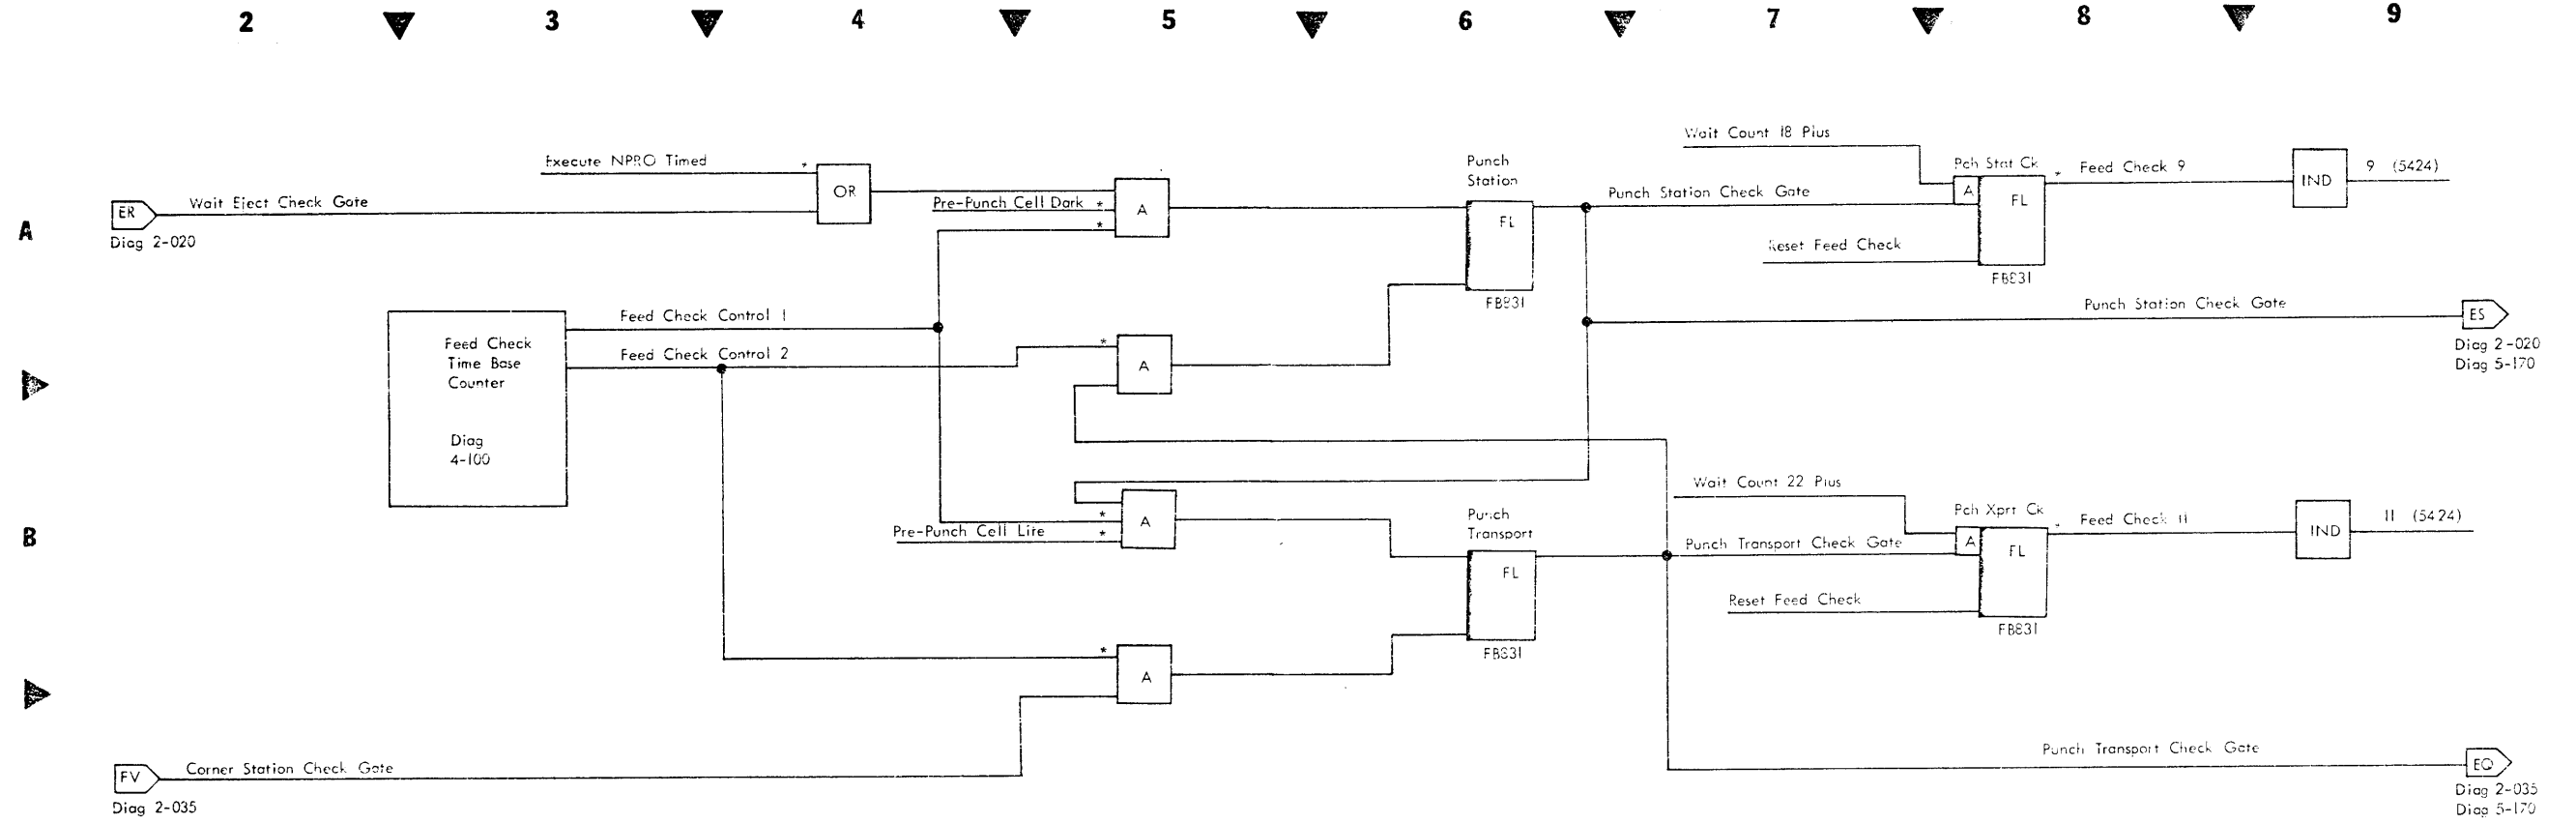 2 3 4 5 6 7 8 9
A
B
Wait Count 18 Plus
Execute NPRO Timed
*
OR
Wait Eject Check Gate
ER
Diag 2-020
Pre-Punch Cell Dark *
*
A
Punch
Station
FL
FB831
Punch Station Check Gate
Pch Stat Ck
A
FL
* Feed Check 9
IND
9 (5424)
Reset Feed Check
FB831
Punch Station Check Gate
ES
Diag 2-020
Diag 5-170
Feed Check
Time Base
Counter
Diag
4-100
Feed Check Control 1
Feed Check Control 2
*
A
*
Pre-Punch Cell Lite *
A
Punch
Transport
FL
FB831
Wait Count 22 Plus
Punch Transport Check Gate
Pch Xprt Ck
A
FL
* Feed Check 11
IND
11 (5424)
Reset Feed Check
FB831
*
A
Corner Station Check Gate
FV
Diag 2-035
Punch Transport Check Gate
EQ
Diag 2-035
Diag 5-170